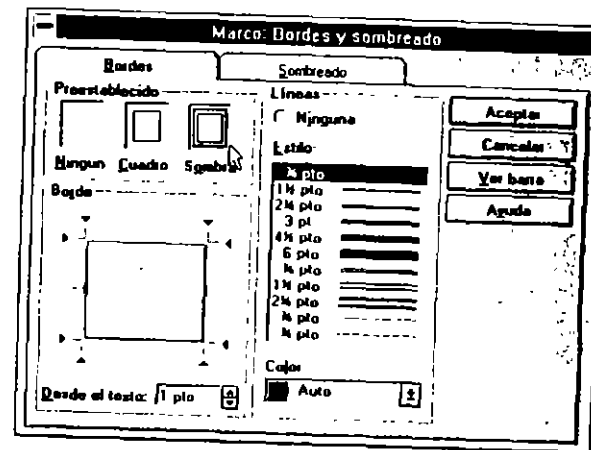 Marco: Bordes y sombreado
Bordes
Sombreado
Preestablecido
Ningun Cuadro Sombra
Borde
Desde el texto: 1 pto
Líneas
Ninguna
Estilo
¾ pto
1½ pto
2¼ pto
3 pt
4½ pto
6 pto
¾ pto
1½ pto
2¼ pto
¾ pto
¾ pto
Color
Auto
Aceptar
Cancelar
Ver barra
Ayuda